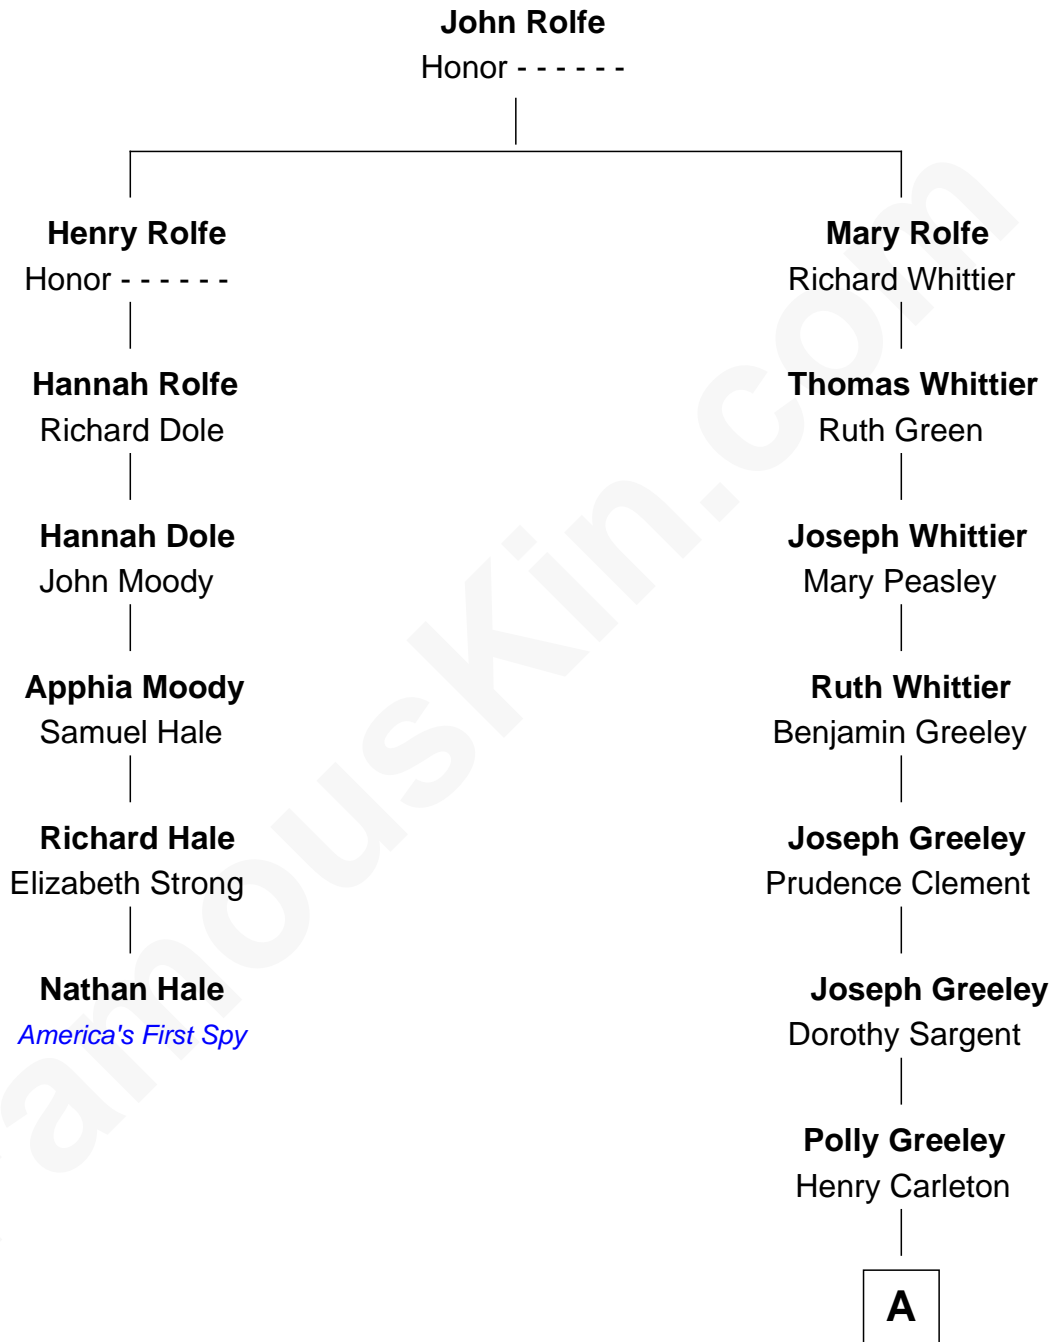 John Rolfe
Honor - - - - - -
Henry Rolfe
Honor - - - - - -
Mary Rolfe
Richard Whittier
Hannah Rolfe
Richard Dole
Thomas Whittier
Ruth Green
Hannah Dole
John Moody
Joseph Whittier
Mary Peasley
Apphia Moody
Samuel Hale
Ruth Whittier
Benjamin Greeley
Richard Hale
Elizabeth Strong
Joseph Greeley
Prudence Clement
Nathan Hale
America's First Spy
Joseph Greeley
Dorothy Sargent
Polly Greeley
Henry Carleton
A
amouskin.com